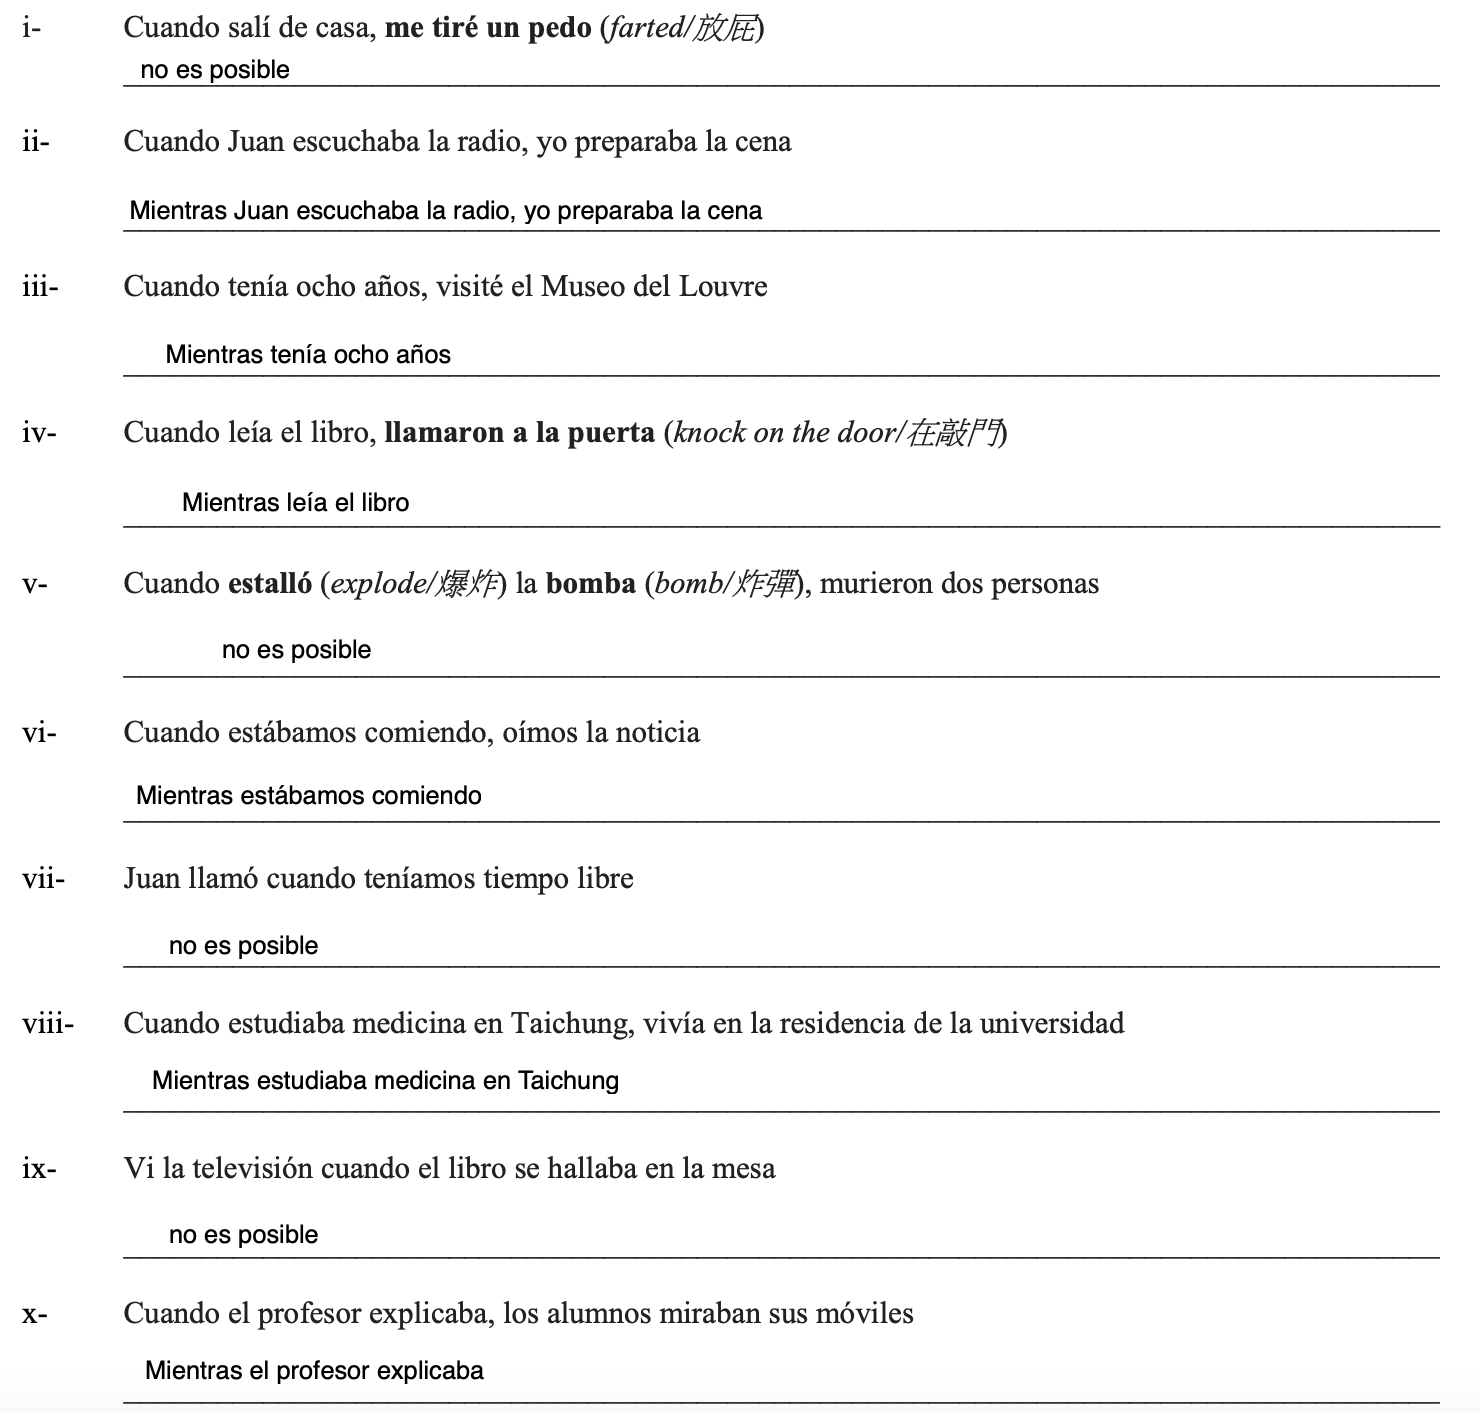 i- Cuando salí de casa, me tiré un pedo (farted/放屁)
no es posible
ii- Cuando Juan escuchaba la radio, yo preparaba la cena
Mientras Juan escuchaba la radio, yo preparaba la cena
iii- Cuando tenía ocho años, visité el Museo del Louvre
Mientras tenía ocho años
iv- Cuando leía el libro, llamaron a la puerta (knock on the door/在敲門)
Mientras leía el libro
v- Cuando estalló (explode/爆炸) la bomba (bomb/炸彈), murieron dos personas
no es posible
vi- Cuando estábamos comiendo, oímos la noticia
Mientras estábamos comiendo
vii- Juan llamó cuando teníamos tiempo libre
no es posible
viii- Cuando estudiaba medicina en Taichung, vivía en la residencia de la universidad
Mientras estudiaba medicina en Taichung
ix- Vi la televisión cuando el libro se hallaba en la mesa
no es posible
x- Cuando el profesor explicaba, los alumnos miraban sus móviles
Mientras el profesor explicaba